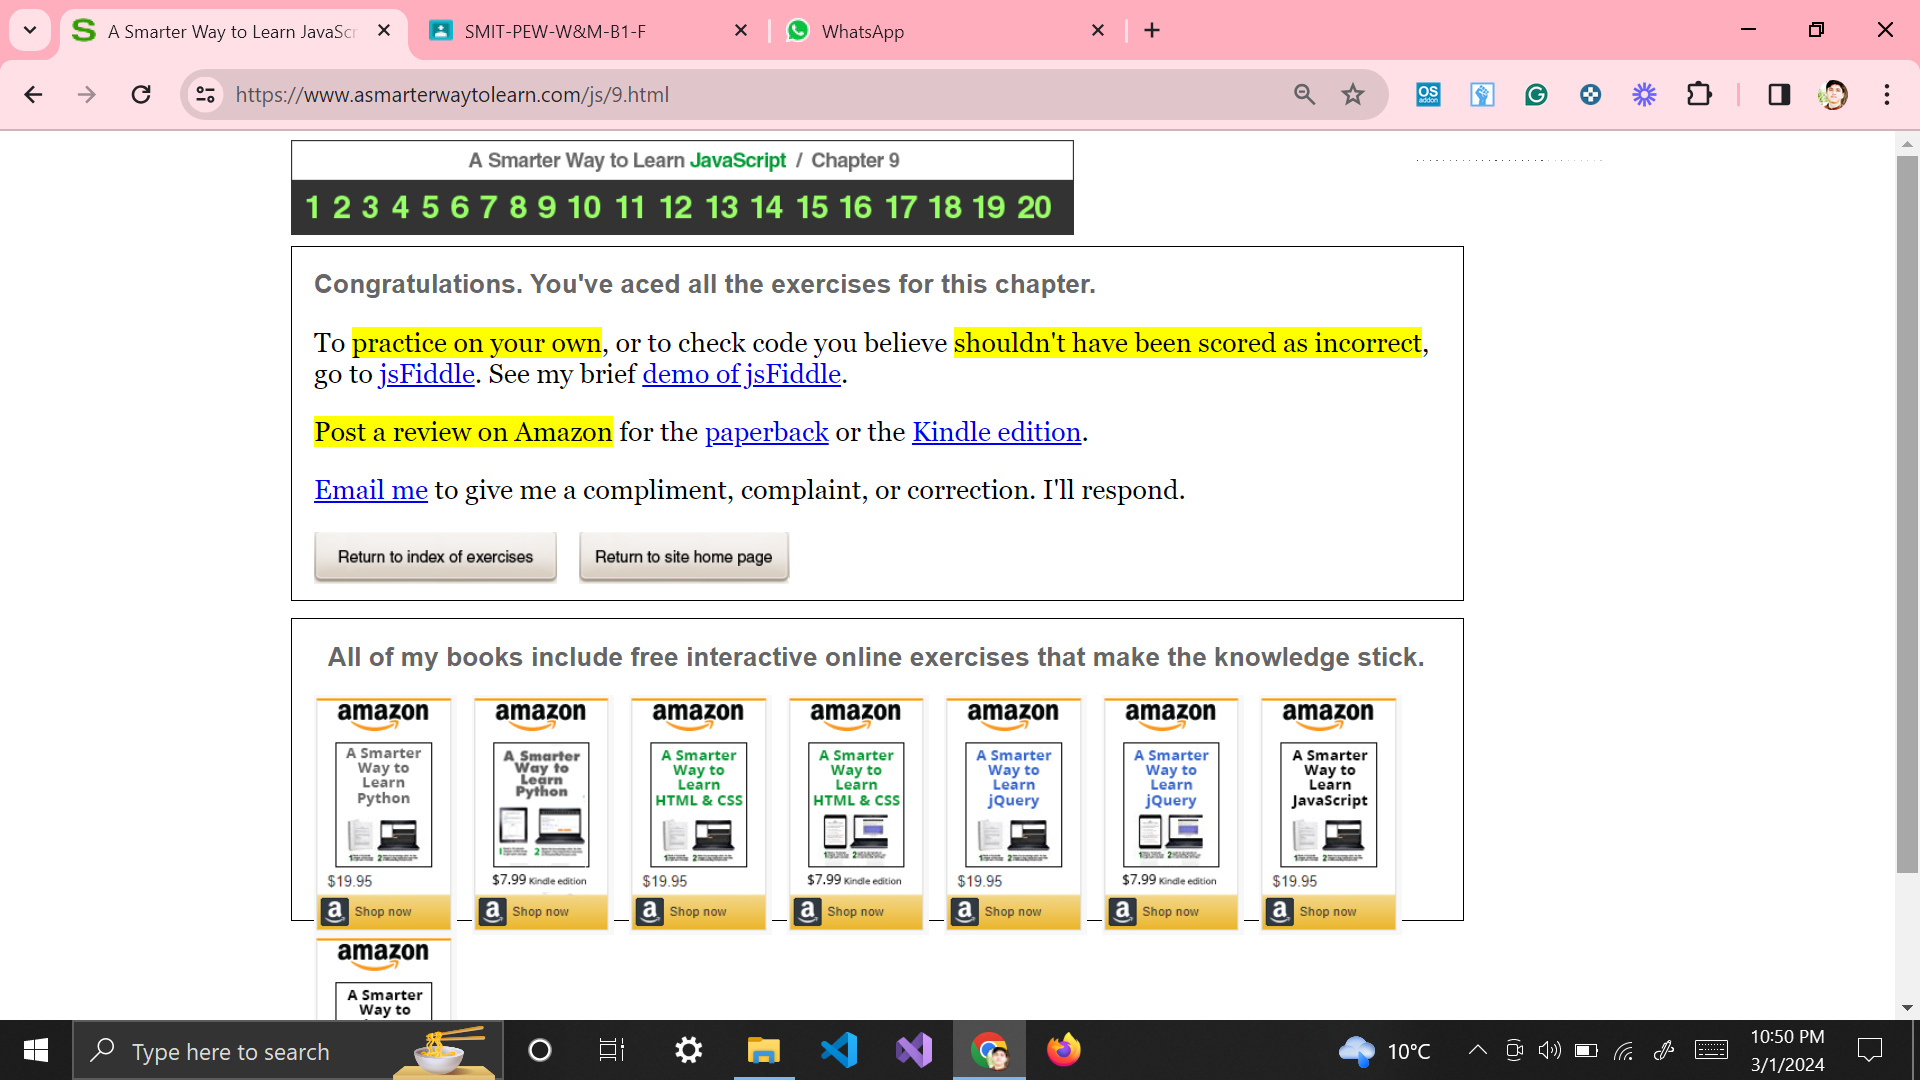 A Smarter Way to Learn JavaScr
SMIT-PEW-W&M-B1-F
WhatsApp
https://www.asmarterwaytolearn.com/js/9.html
OS
addon
A Smarter Way to Learn JavaScript / Chapter 9
1 2 3 4 5 6 7 8 9 10 11 12 13 14 15 16 17 18 19 20
Congratulations. You've aced all the exercises for this chapter.
To practice on your own, or to check code you believe shouldn't have been scored as incorrect,
go to jsFiddle. See my brief demo of jsFiddle.
Post a review on Amazon for the paperback or the Kindle edition.
Email me to give me a compliment, complaint, or correction. I'll respond.
Return to index of exercises Return to site home page
All of my books include free interactive online exercises that make the knowledge stick.
amazon amazon amazon amazon amazon amazon amazon
A Smarter A Smarter A Smarter A Smarter A Smarter A Smarter A Smarter
Way to Way to Way to Way to Way to Way to Way to
Learn Learn Learn Learn Learn Learn Learn
Python Python HTML & CSS HTML & CSS jQuery jQuery JavaScript
$19.95 $7.99 Kindle edition $19.95 $7.99 Kindle edition $19.95 $7.99 Kindle edition $19.95
a Shop now a Shop now a Shop now a Shop now a Shop now a Shop now a Shop now
amazon
A Smarter
Way to
Type here to search
10°C
10:50 PM
3/1/2024